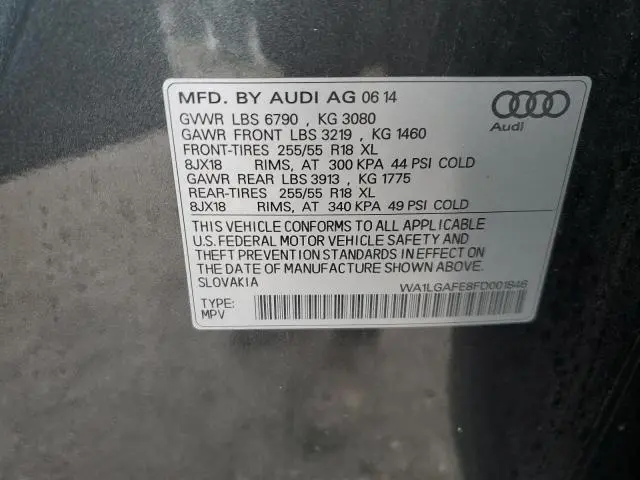 MFD. BY AUDI AG 06 14
GVWR LBS 6790 , KG 3080
GAWR FRONT LBS 3219 , KG 1460
FRONT-TIRES 255/55 R18 XL
8JX18 RIMS, AT 300 KPA 44 PSI COLD
GAWR REAR LBS 3913 , KG 1775
REAR-TIRES 255/55 R18 XL
8JX18 RIMS, AT 340 KPA 49 PSI COLD
Audi
THIS VEHICLE CONFORMS TO ALL APPLICABLE
U.S. FEDERAL MOTOR VEHICLE SAFETY AND
THEFT PREVENTION STANDARDS IN EFFECT ON
THE DATE OF MANUFACTURE SHOWN ABOVE.
SLOVAKIA
WA1LGAFE8FD001846
TYPE:
MPV